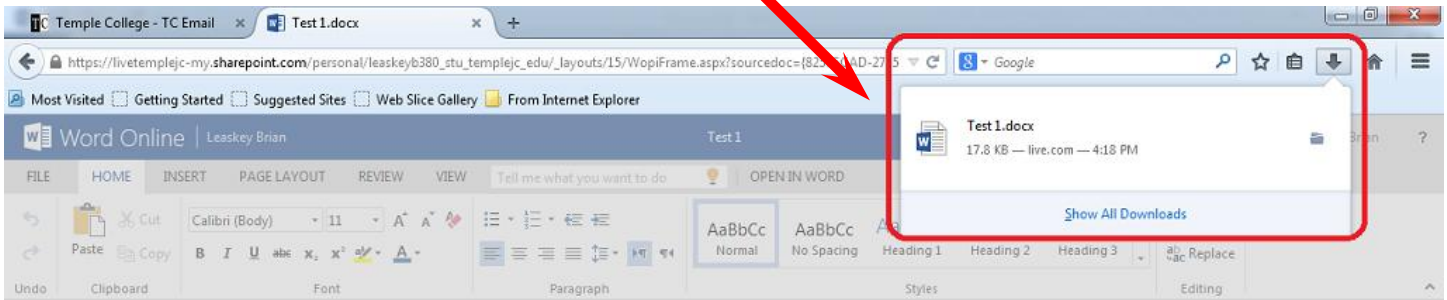 TC Temple College - TC Email × Test 1.docx × +
https://livetemplejc-my.sharepoint.com/personal/leaskeyb380_stu_templejc_edu/_layouts/15/WopiFrame.aspx?sourcedoc={825 Google
Most Visited Getting Started Suggested Sites Web Slice Gallery From Internet Explorer
Test 1.docx
17.8 KB — live.com — 4:18 PM
Show All Downloads
Word Online | Leaskey Brian Test 1 ?
FILE HOME INSERT PAGE LAYOUT REVIEW VIEW Tell me what you want to do OPEN IN WORD
Cut Calibri (Body) 11 A A
Paste Copy B I U abc x₂ x² A
AaBbCc AaBbCc
Normal No Spacing Heading 1 Heading 2 Heading 3 Replace
Undo Clipboard Font Paragraph Styles Editing